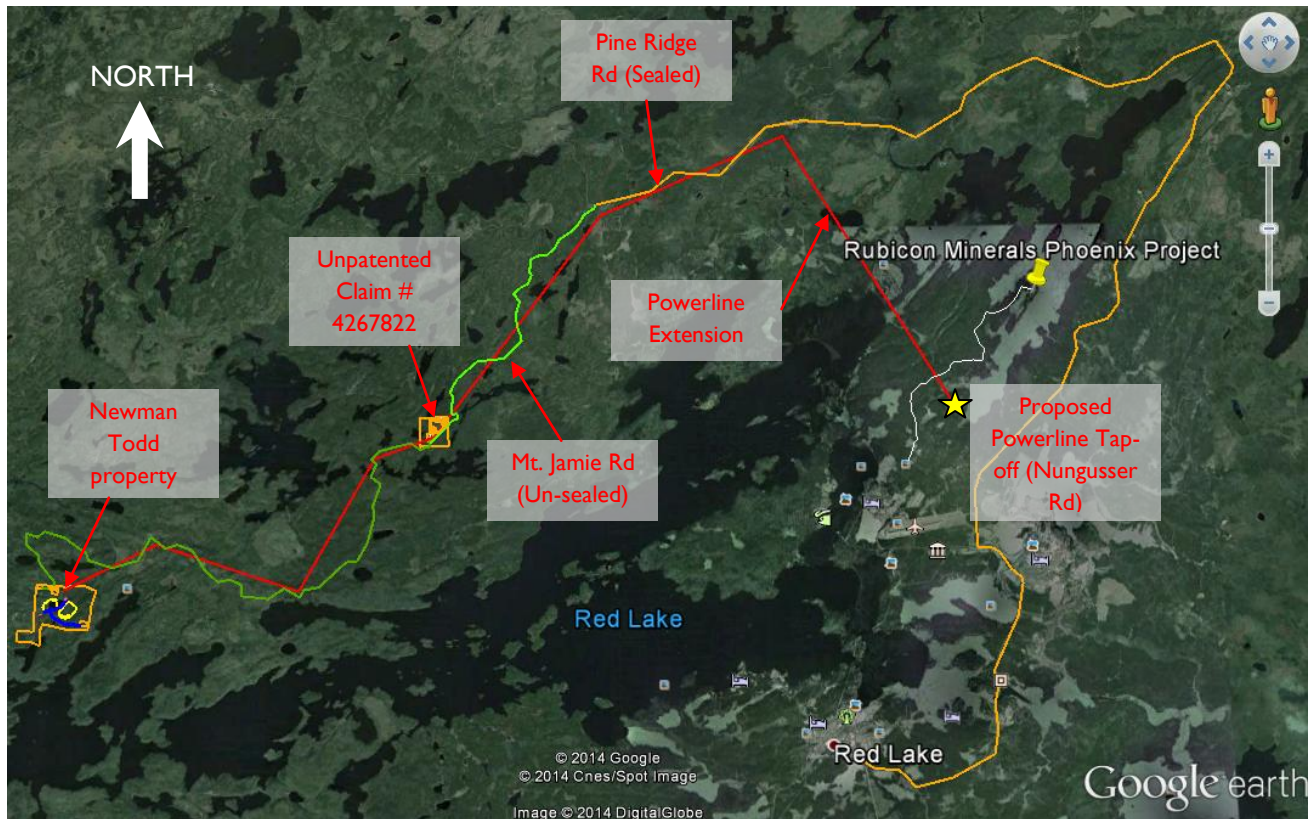 NORTH
Pine Ridge
Rd (Sealed)
Unpatented
Claim #
4267822
Rubicon Minerals Phoenix Project
Powerline
Extension
Newman
Todd
property
Mt. Jamie Rd
(Un-sealed)
Proposed
Powerline Tap-
off (Nungusser
Rd)
Red Lake
Red Lake
© 2014 Google
© 2014 Cnes/Spot Image
Image © 2014 DigitalGlobe
Google earth